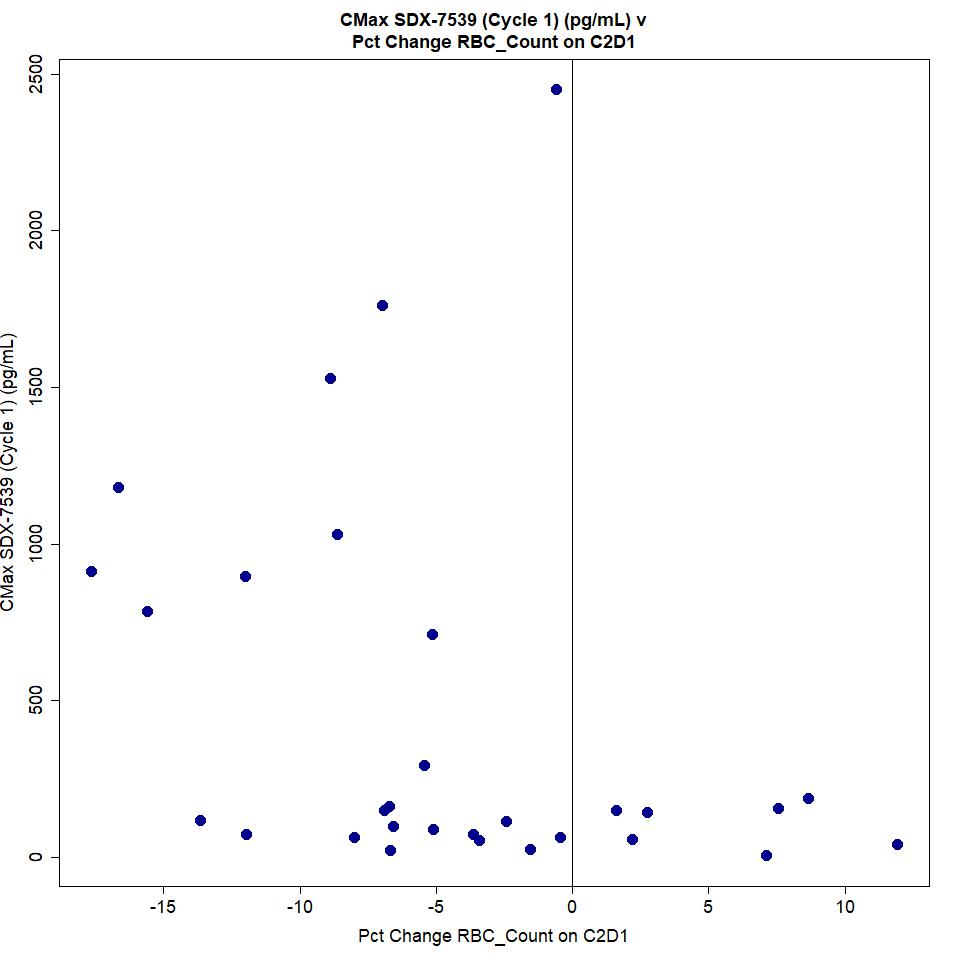 CMax SDX-7539 (Cycle 1) (pg/mL) v
Pct Change RBC_Count on C2D1
2500
2000
1500
1000
500
0
CMax SDX-7539 (Cycle 1) (pg/mL)
-15 -10 -5 0 5 10
Pct Change RBC_Count on C2D1